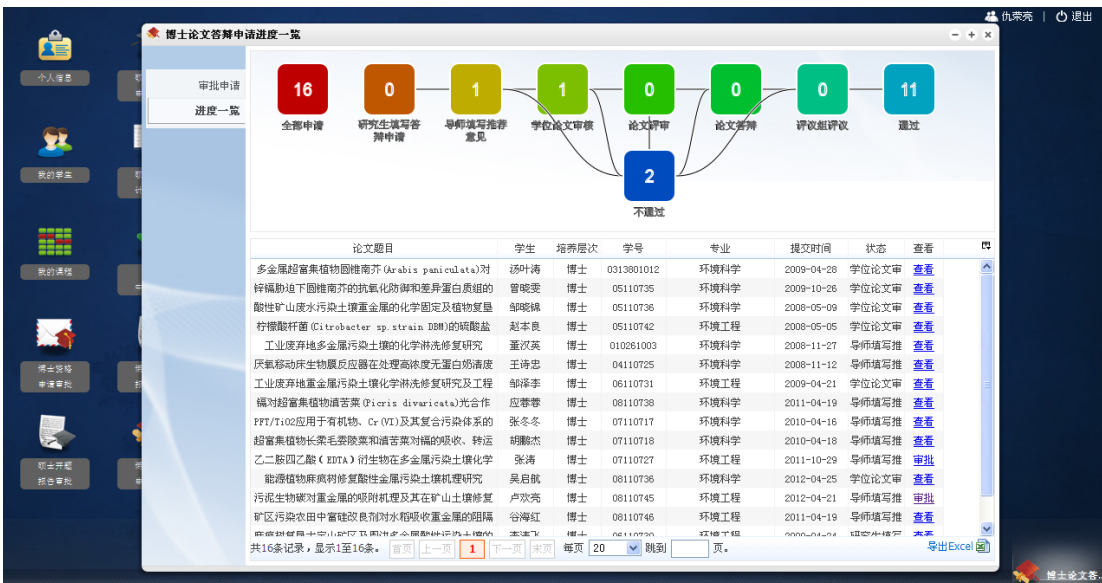 仇荣亮 | 退出
博士论文答辩申请进度一览
个人信息
我的学生
我的课程
博士资格
申请审批
硕士开题
报告审批
审批申请
进度一览
16 0 1 1 0 0 0 11
全部申请 研究生填写答辩申请 导师填写推荐意见 学位论文审核 论文评审 论文答辩 评议组评议 通过
2
不通过
论文题目 学生 培养层次 学号 专业 提交时间 状态 查看
多金属超富集植物圆锥南芥(Arabis paniculata)对 汤叶涛 博士 0313801012 环境科学 2009-04-28 学位论文审 查看
锌镉胁迫下圆锥南芥的抗氧化防御和差异蛋白质组的 曾晓雯 博士 05110735 环境科学 2009-10-26 学位论文审 查看
酸性矿山废水污染土壤重金属的化学固定及植物复垦 邹晓锦 博士 05110736 环境科学 2008-05-09 学位论文审 查看
柠檬酸杆菌(Citrobacter sp.strain DBM)的硫酸盐 赵本良 博士 05110742 环境工程 2008-05-05 学位论文审 查看
工业废弃地多金属污染土壤的化学淋洗修复研究 董汉英 博士 010261003 环境科学 2008-11-27 导师填写推 查看
厌氧移动床生物膜反应器在处理高浓度无蛋白奶清废 王诗忠 博士 04110725 环境科学 2008-11-12 导师填写推 查看
工业废弃地重金属污染土壤化学淋洗修复研究及工程 邹泽李 博士 06110731 环境科学 2009-04-21 学位论文审 查看
镉对超富集植物滇苦菜(Picris divaricata)光合作 应蓉蓉 博士 08110738 环境科学 2011-04-19 导师填写推 查看
PFT/TiO2应用于有机物、Cr(VI)及其复合污染体系的 张冬冬 博士 07110717 环境科学 2010-04-16 导师填写推 查看
超富集植物长柔毛委陵菜和滇苦菜对镉的吸收、转运 胡鹏杰 博士 07110718 环境科学 2010-04-18 导师填写推 查看
乙二胺四乙酸(EDTA)衍生物在多金属污染土壤化学 张涛 博士 07110727 环境工程 2011-10-29 导师填写推 审批
能源植物麻疯树修复酸性金属污染土壤机理研究 吴启航 博士 08110736 环境科学 2012-04-25 学位论文审 查看
污泥生物碳对重金属的吸附机理及其在矿山土壤修复 卢欢亮 博士 08110745 环境工程 2012-04-21 导师填写推 审批
矿区污染农田中富硅改良剂对水稻吸收重金属的阻隔 谷海红 博士 08110746 环境工程 2011-04-19 导师填写推 查看
共16条记录,显示1至16条。 首页 上一页 1 下一页 末页 每页 20 跳到 页。 导出Excel
博士论文答